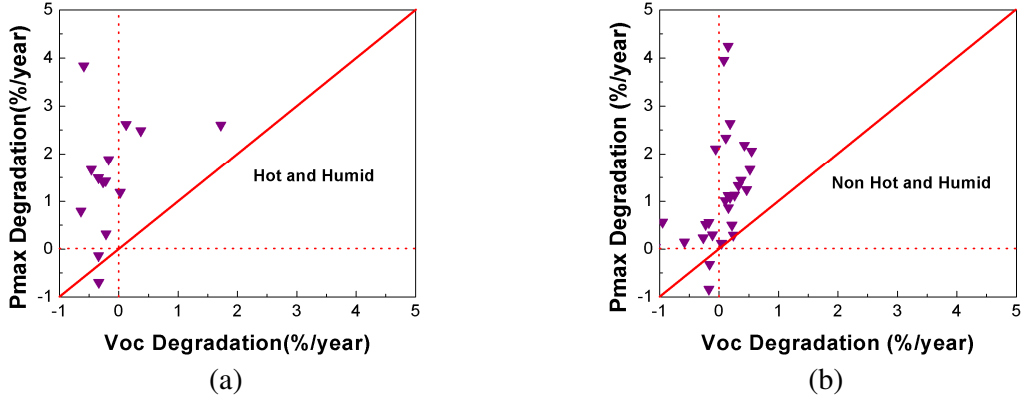 5
4
3
2
1
0
-1
Pmax Degradation(%/year)
Hot and Humid
-1 0 1 2 3 4 5
Voc Degradation(%/year)
(a)
5
4
3
2
1
0
-1
Pmax Degradation (%/year)
Non Hot and Humid
-1 0 1 2 3 4 5
Voc Degradation (%/year)
(b)